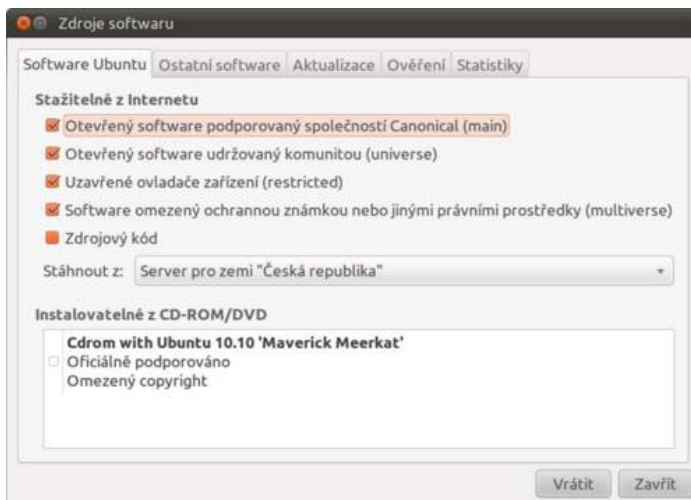 Zdroje softwaru
Software Ubuntu Ostatní software Aktualizace Ověření Statistiky
Stažitelné z Internetu
Otevřený software podporovaný společností Canonical (main)
Otevřený software udržovaný komunitou (universe)
Uzavřené ovladače zařízení (restricted)
Software omezený ochrannou známkou nebo jinými právními prostředky (multiverse)
Zdrojový kód
Stáhnout z: Server pro zemi "Česká republika"
Instalovatelné z CD-ROM/DVD
Cdrom with Ubuntu 10.10 'Maverick Meerkat'
Oficiálně podporováno
Omezený copyright
Vrátit Zavřít